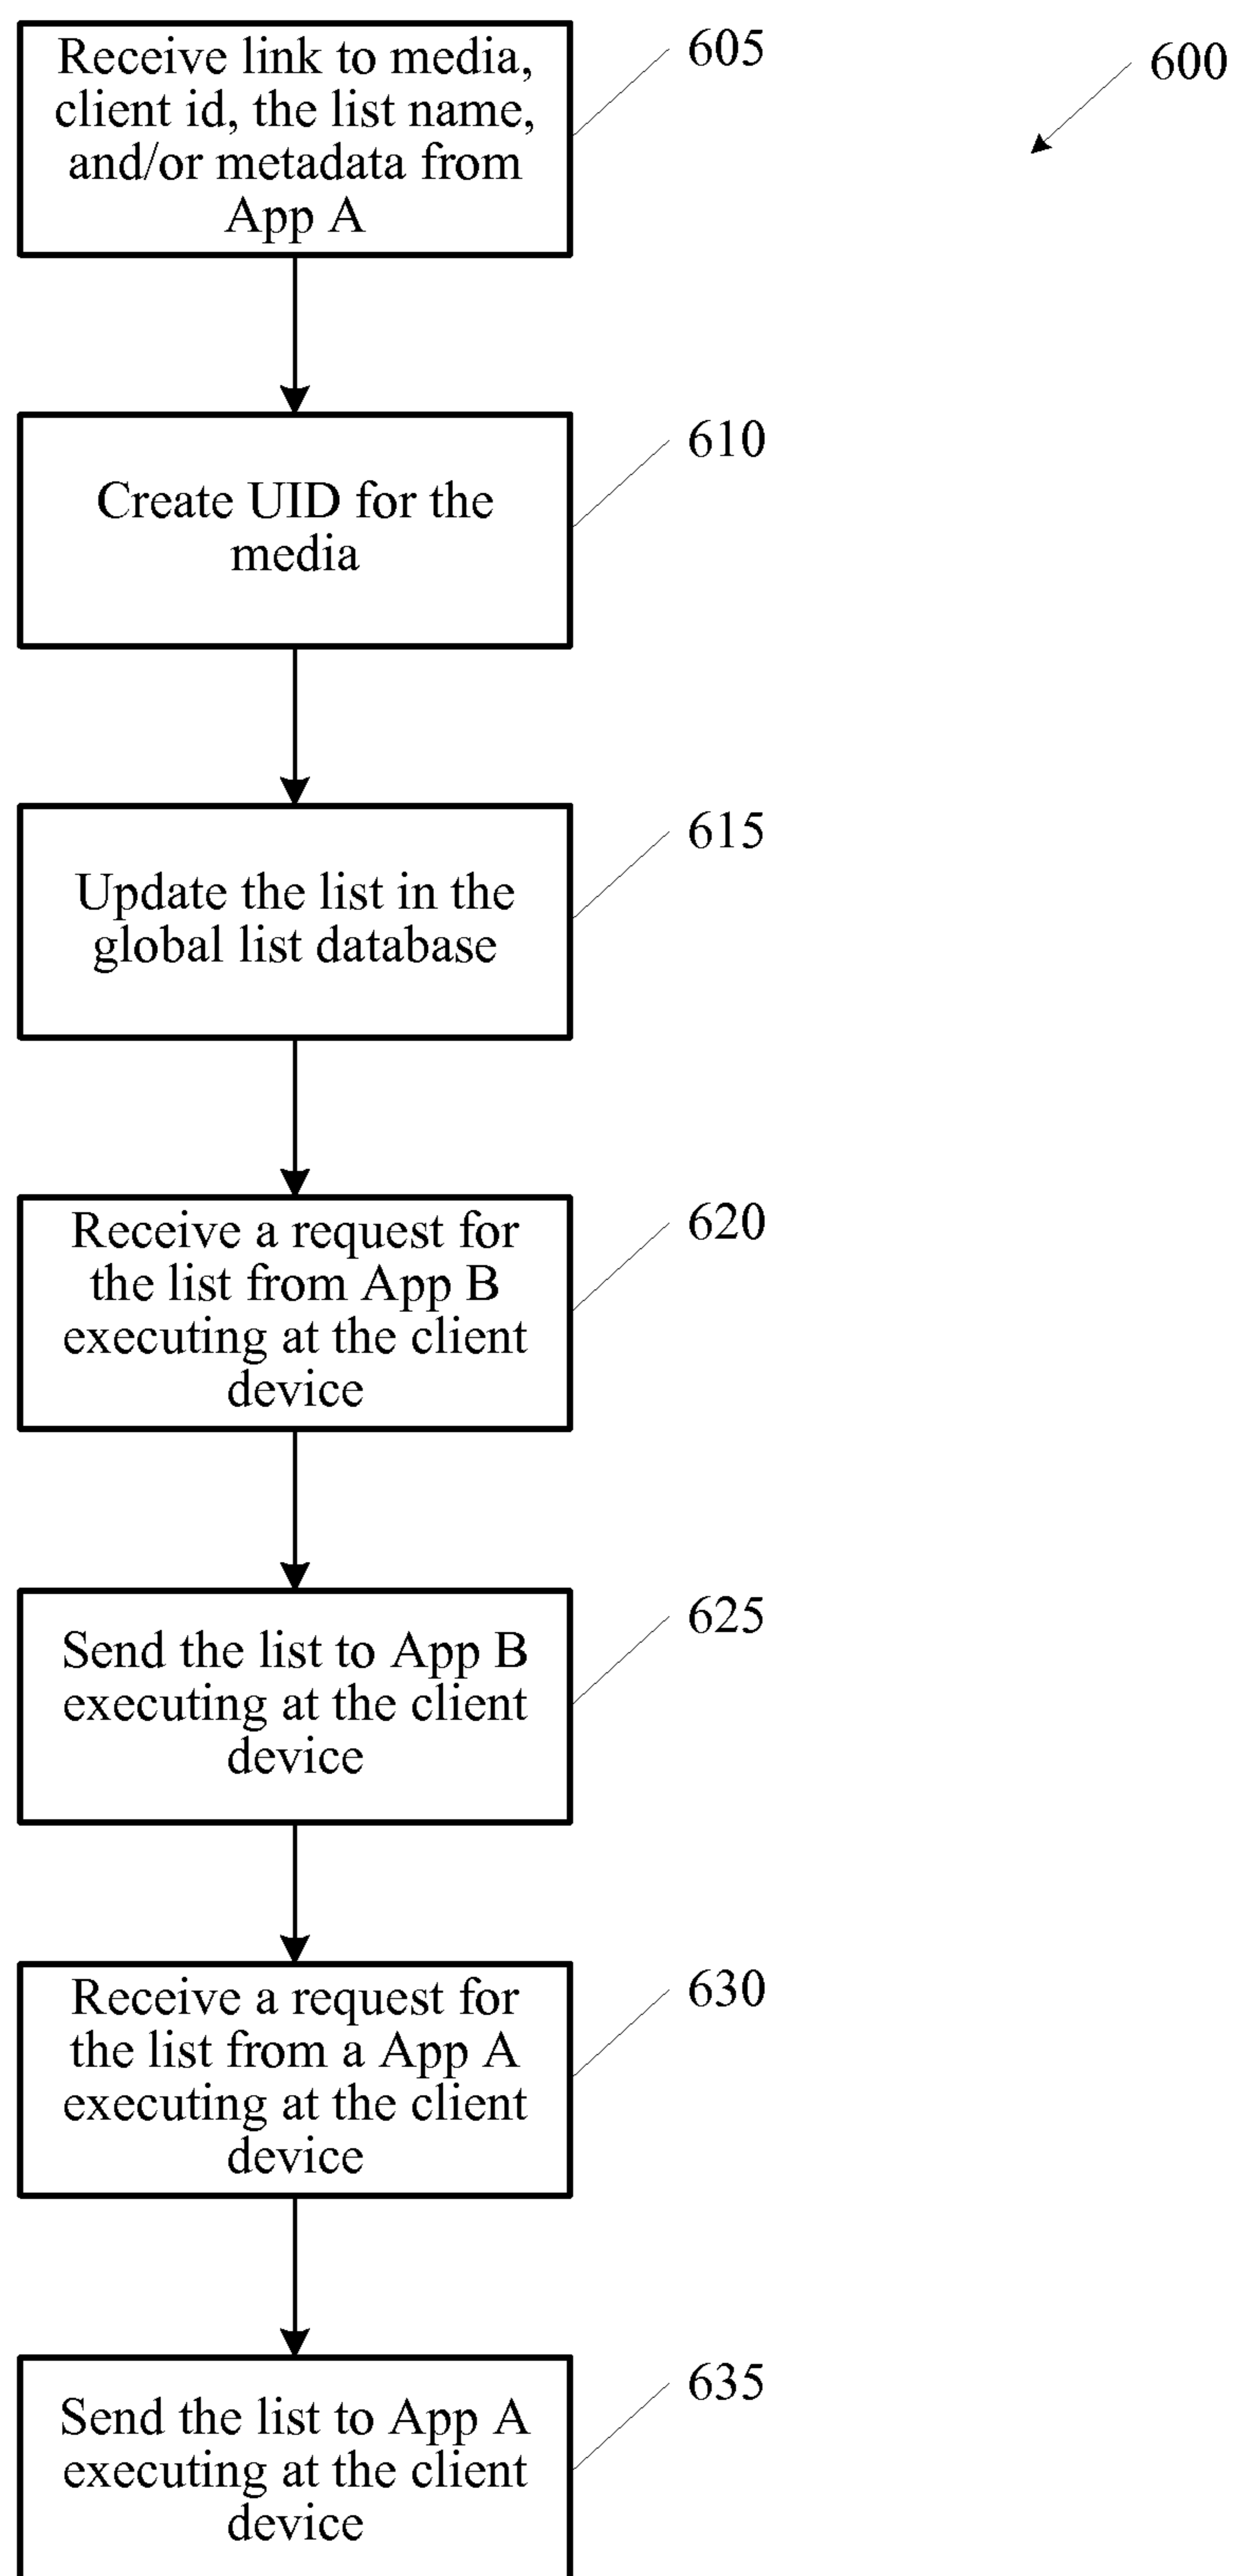 Receive link to media,
client id, the list name,
and/or metadata from
App A
605
600
Create UID for the
media
610
Update the list in the
global list database
615
Receive a request for
the list from App B
executing at the client
device
620
Send the list to App B
executing at the client
device
625
Receive a request for
the list from a App A
executing at the client
device
630
Send the list to App A
executing at the client
device
635